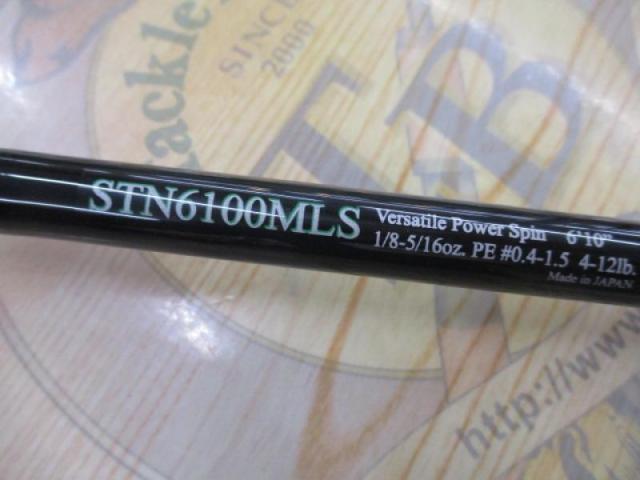 Tackle
SINCE
2000
TB
STN6100MLS
Versatile Power Spin 6'10"
1/8-5/16oz. PE #0.4-1.5 4-12lb.
Made in JAPAN
http://www